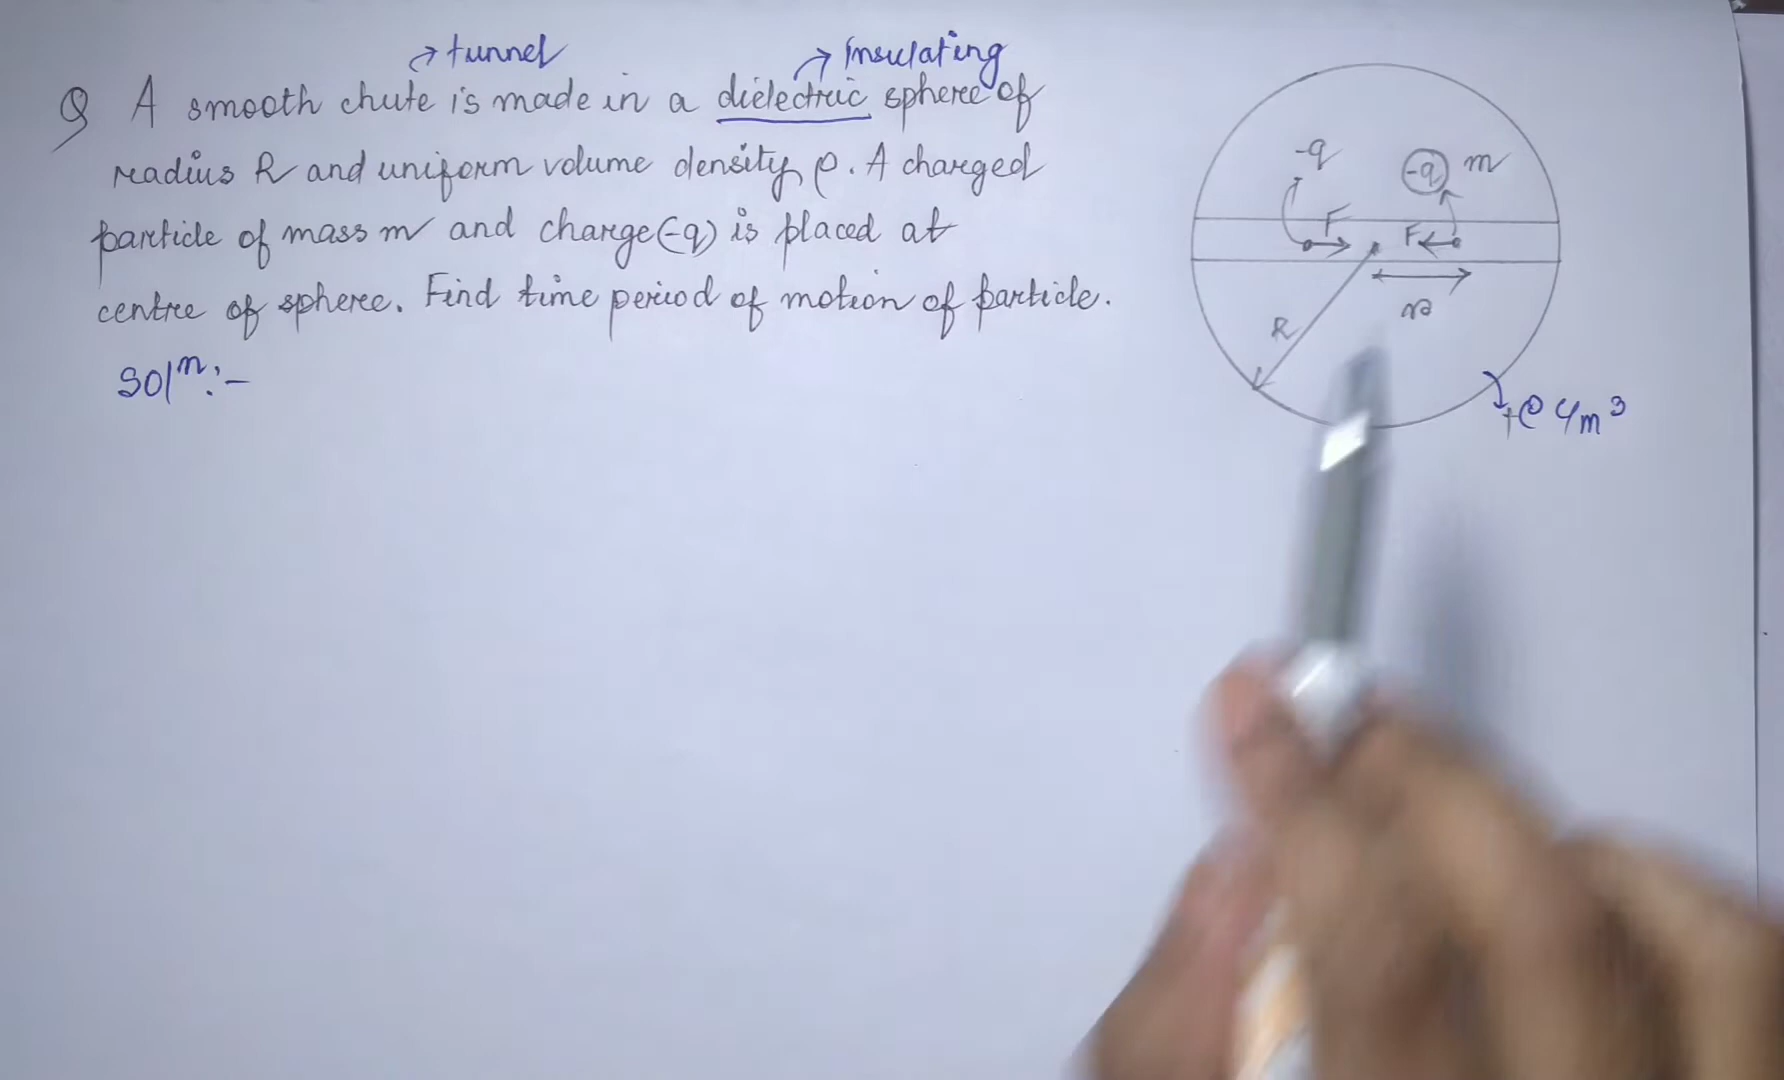 → tunnel → Insulating
Q A smooth chute is made in a dielectric sphere of
radius R and uniform volume density ρ. A charged
particle of mass m and charge (-q) is placed at
centre of sphere. Find time period of motion of particle.
Solⁿ:-
-q -q m
F F
R
+ρ C/m³